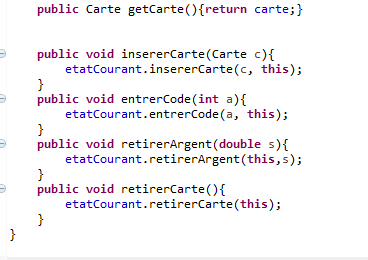 public Carte getCarte(){return carte;}
public void insererCarte(Carte c){
etatCourant.insererCarte(c, this);
}
public void entrerCode(int a){
etatCourant.entrerCode(a, this);
}
public void retirerArgent(double s){
etatCourant.retirerArgent(this,s);
}
public void retirerCarte(){
etatCourant.retirerCarte(this);
}
}